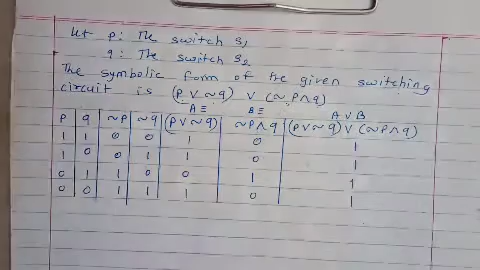 Let p: The switch S1
q: The switch S2
The symbolic form of the given switching
circuit is (p ∨ ~q) ∨ (~p ∧ q)
A ≡ B ≡ A ∨ B
p q ~p ~q (p ∨ ~q) ~p ∧ q (p ∨ ~q) ∨ (~p ∧ q)
1 1 0 0 1 0 1
1 0 0 1 1 0 1
0 1 1 0 0 1 1
0 0 1 1 1 0 1